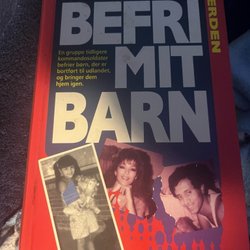 BEFRI
MIT
BARN
En gruppe tidligere
kommandosoldater
befrier børn, der er
bortført til udlandet,
og bringer dem
hjem igen.
ERDEN